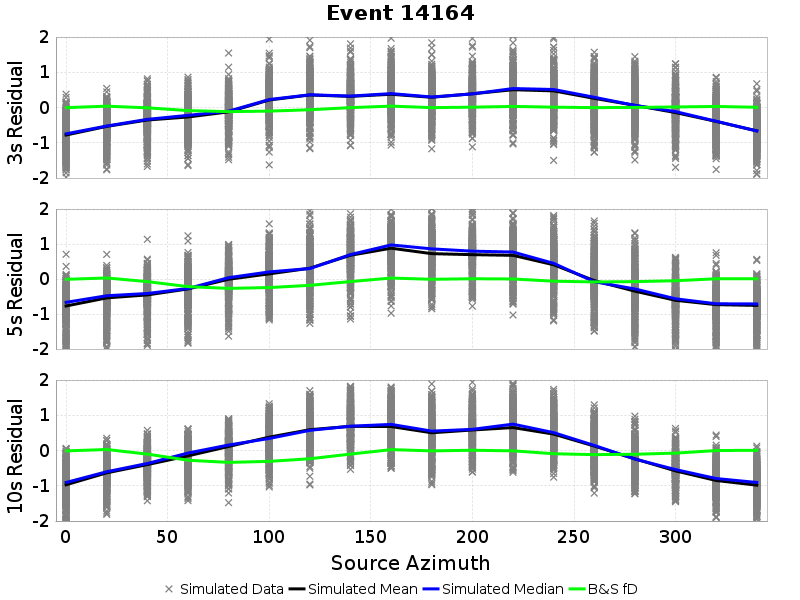 Event 14164
3s Residual
2
1
0
-1
-2
5s Residual
2
1
0
-1
-2
10s Residual
2
1
0
-1
-2
0 50 100 150 200 250 300
Source Azimuth
Simulated Data Simulated Mean Simulated Median B&S fD